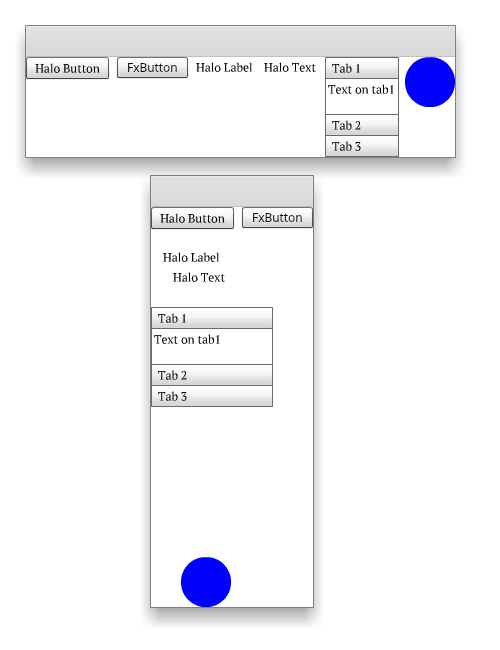 Halo Button FxButton Halo Label Halo Text Tab 1
Text on tab1
Tab 2
Tab 3
Halo Button FxButton
Halo Label
Halo Text
Tab 1
Text on tab1
Tab 2
Tab 3